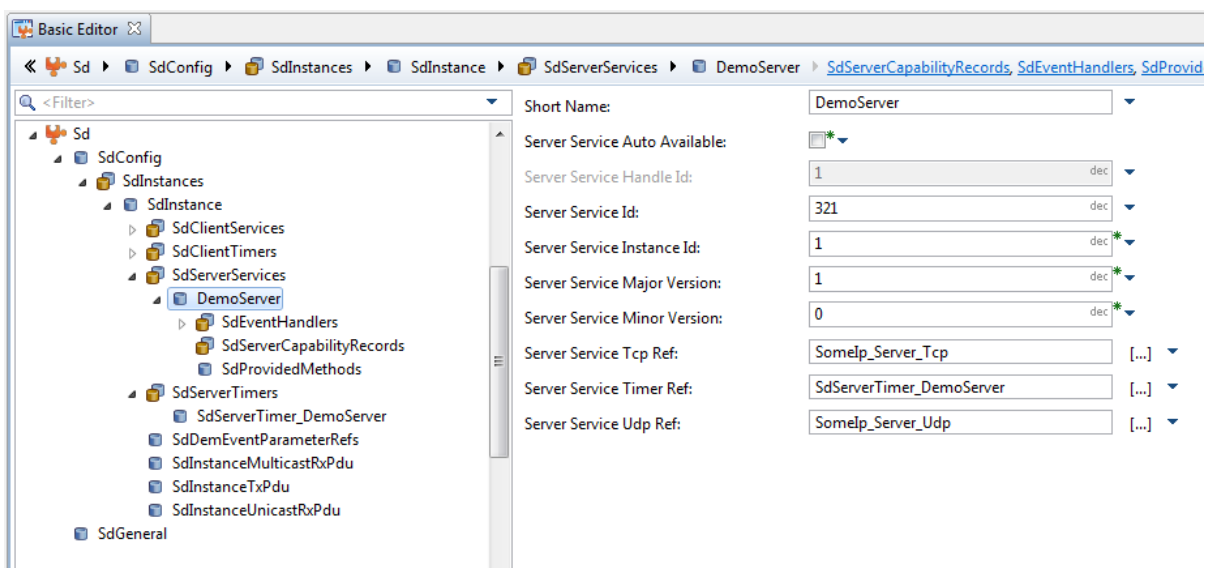 Basic Editor
Sd SdConfig SdInstances SdInstance SdServerServices DemoServer SdServerCapabilityRecords, SdEventHandlers, SdProvid
<Filter>
Sd
SdConfig
SdInstances
SdInstance
SdClientServices
SdClientTimers
SdServerServices
DemoServer
SdEventHandlers
SdServerCapabilityRecords
SdProvidedMethods
SdServerTimers
SdServerTimer_DemoServer
SdDemEventParameterRefs
SdInstanceMulticastRxPdu
SdInstanceTxPdu
SdInstanceUnicastRxPdu
SdGeneral
Short Name: DemoServer
Server Service Auto Available: *
Server Service Handle Id: 1 dec
Server Service Id: 321 dec
Server Service Instance Id: 1 dec *
Server Service Major Version: 1 dec *
Server Service Minor Version: 0 dec *
Server Service Tcp Ref: SomeIp_Server_Tcp [...]
Server Service Timer Ref: SdServerTimer_DemoServer [...]
Server Service Udp Ref: SomeIp_Server_Udp [...]